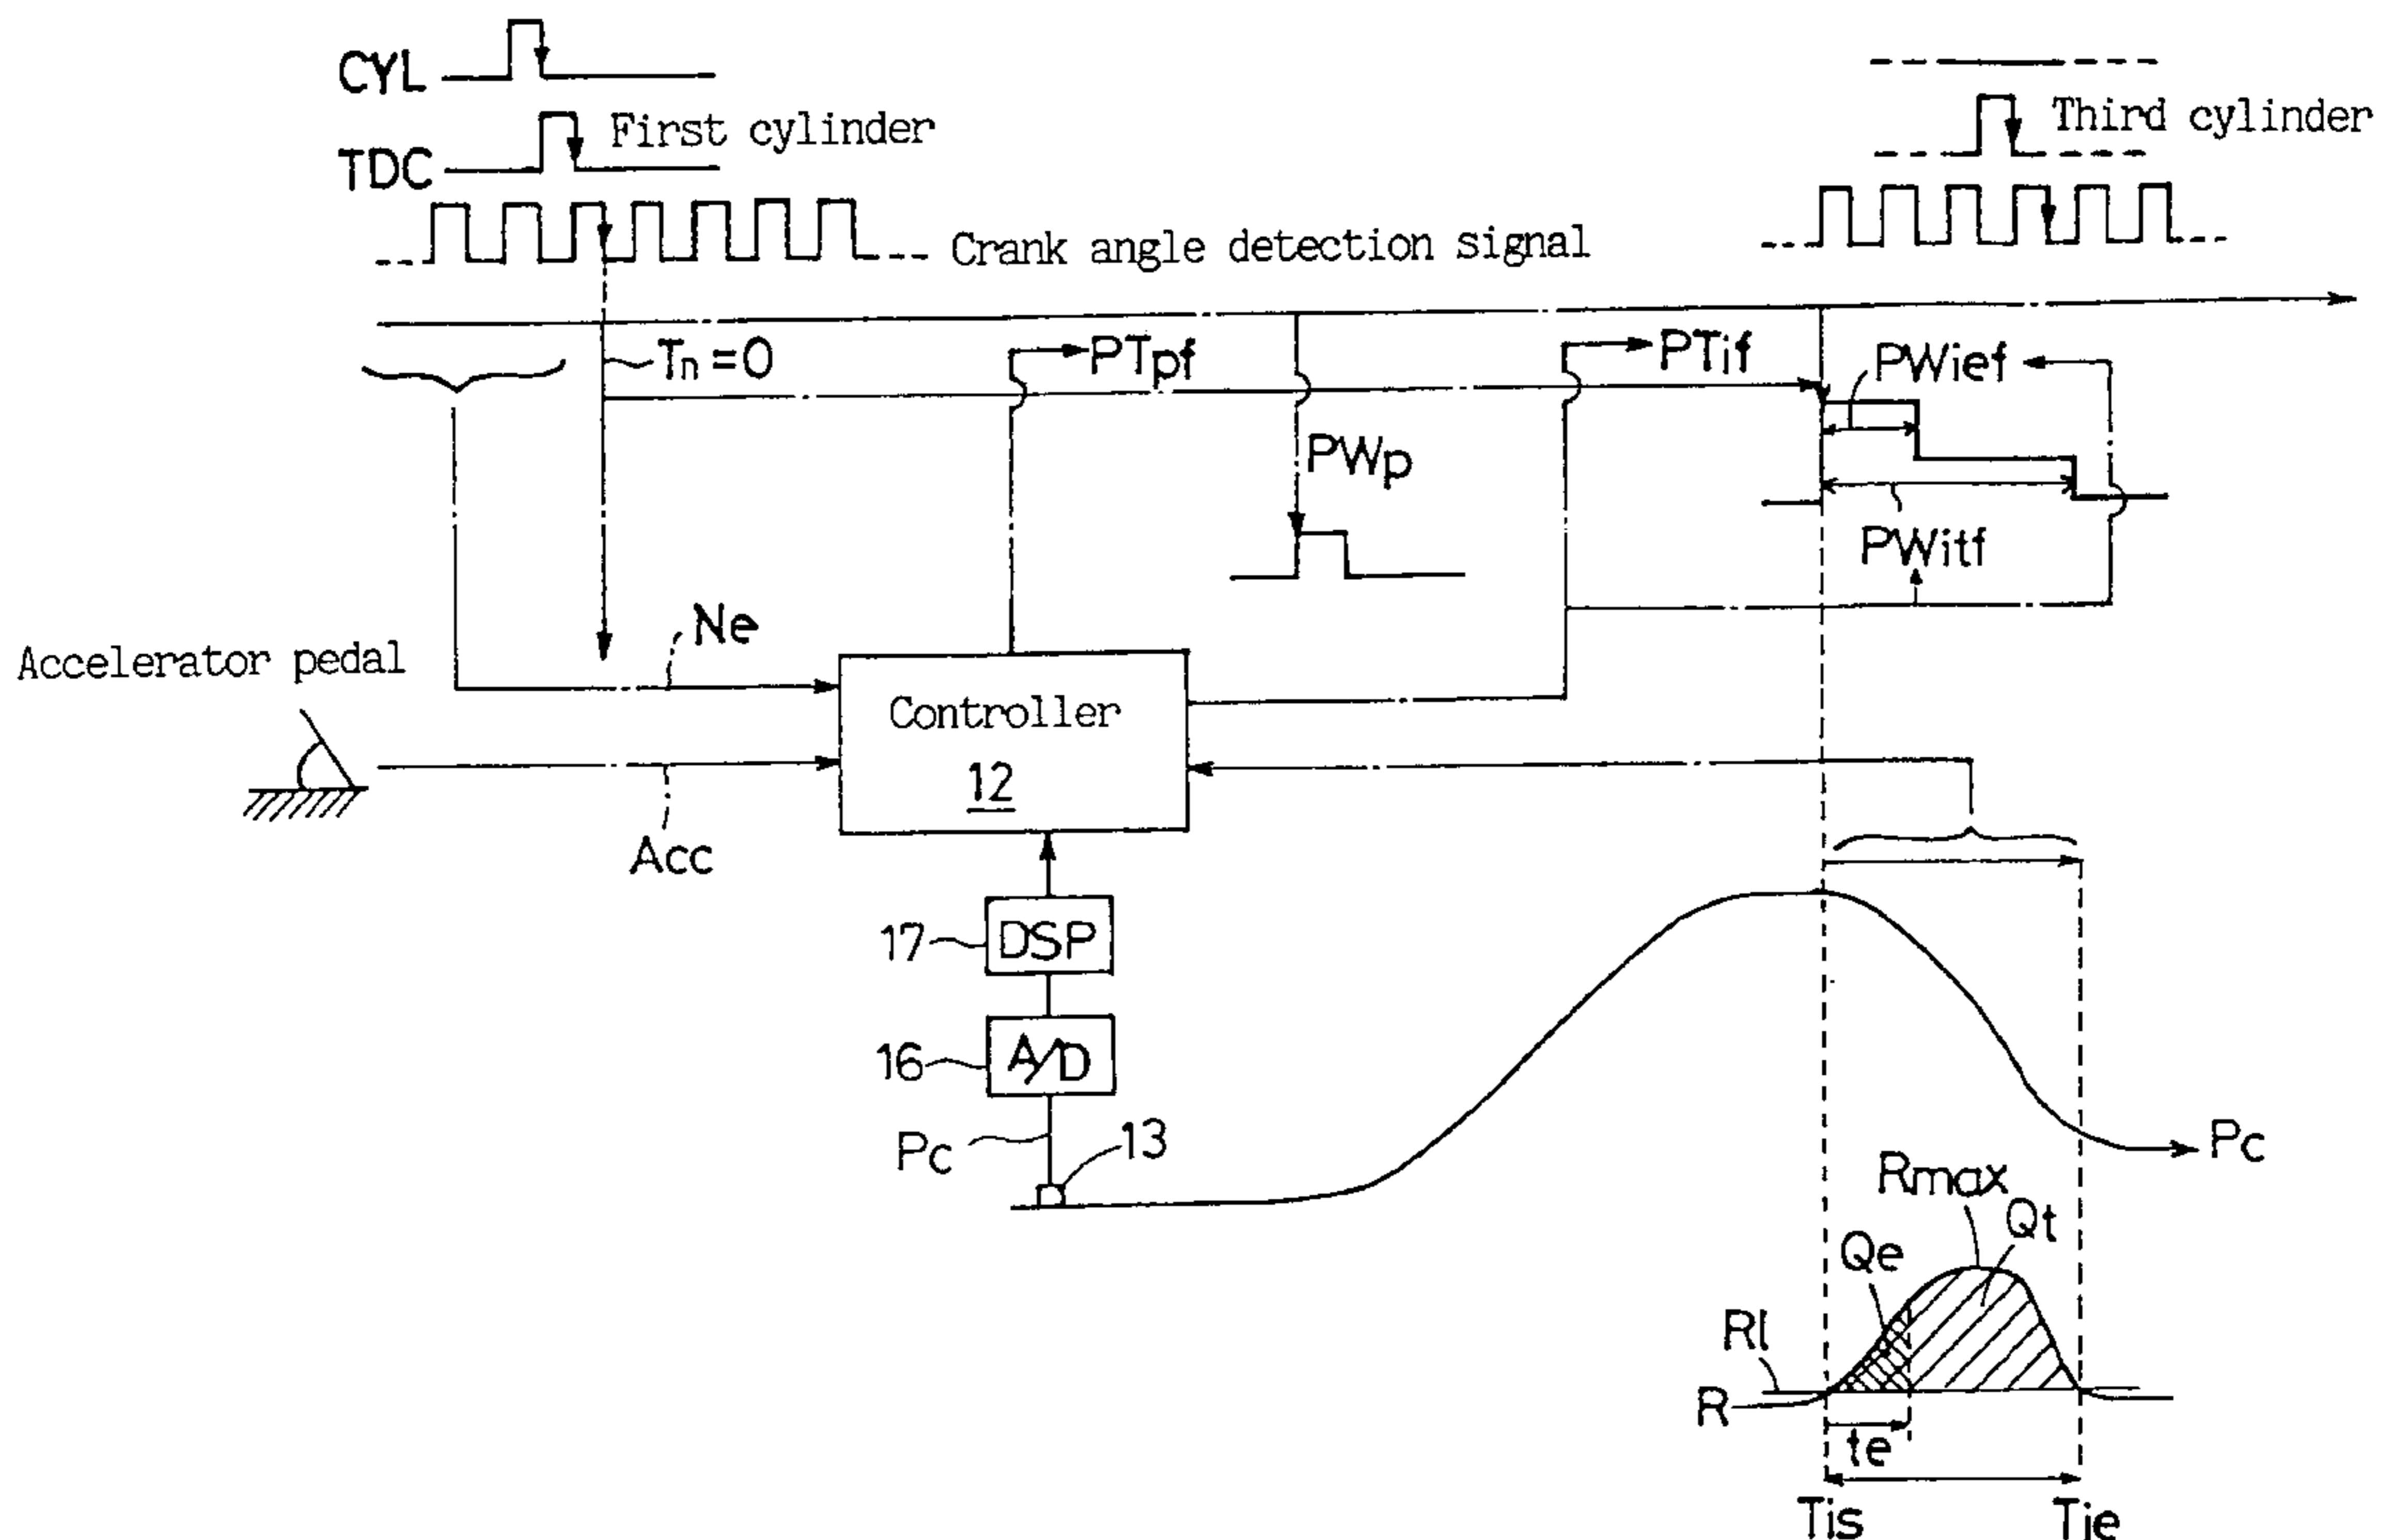 CYL
TDC
First cylinder
Third cylinder
Crank angle detection signal
Tn=0
PTpf
PTif
PWief
PWp
PWitf
Ne
Accelerator pedal
Controller
12
Acc
17
DSP
16
A/D
Pc
13
Pc
Rmax
Qt
Qe
Rl
R
te
Tis
Tie